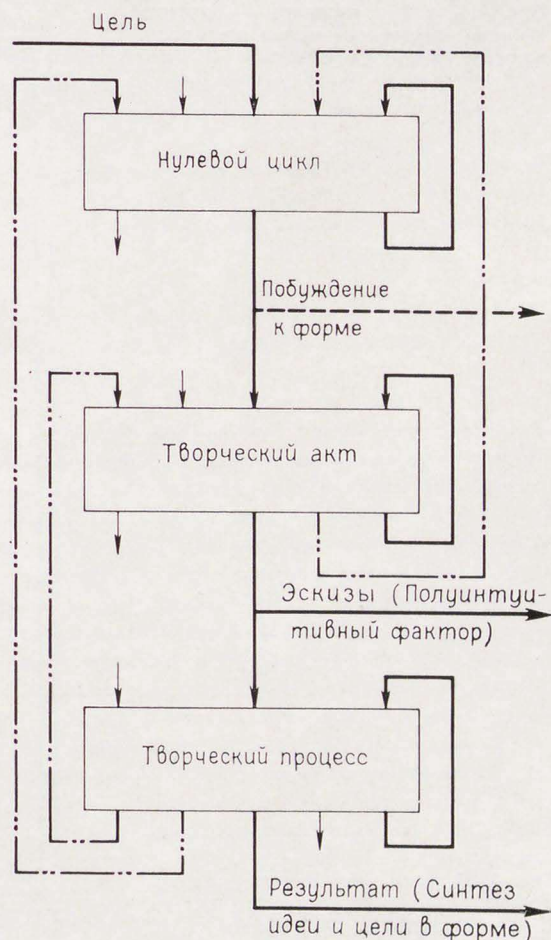 Цель
Нулевой цикл
Побуждение
к форме
Творческий акт
Эскизы (Полуинтуи-
тивный фактор)
Творческий процесс
Результат (Синтез
идеи и цели в форме)